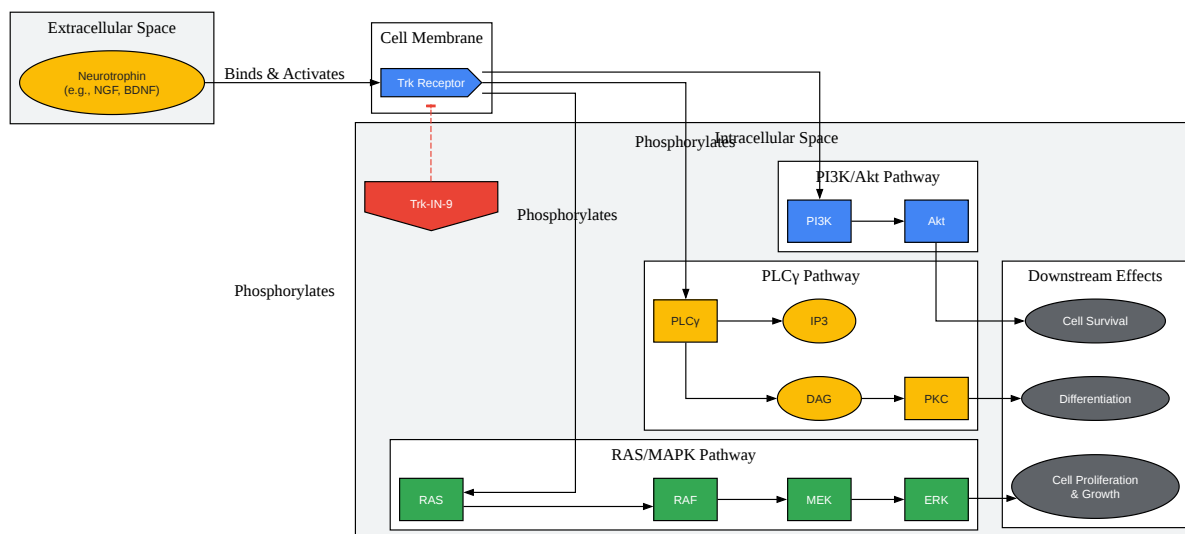 Extracellular Space
Neurotrophin
(e.g., NGF, BDNF)
Binds & Activates
Cell Membrane
Trk Receptor
Intracellular Space
Phosphorylates
Trk-IN-9
Phosphorylates
Phosphorylates
PI3K/Akt Pathway
PI3K
Akt
PLCγ Pathway
PLCγ
IP3
DAG
PKC
Downstream Effects
Cell Survival
Differentiation
Cell Proliferation
& Growth
RAS/MAPK Pathway
RAS
RAF
MEK
ERK